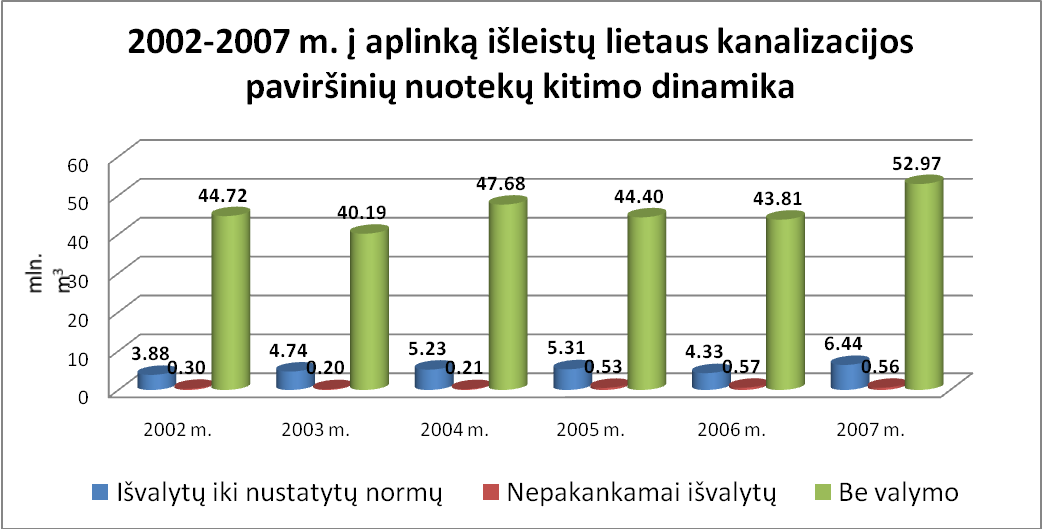 2002-2007 m. į aplinką išleistų lietaus kanalizacijos
paviršinių nuotekų kitimo dinamika
mln.
m³
60
50
40
30
20
10
0
3.88
0.30
44.72
4.74
0.20
40.19
5.23
0.21
47.68
5.31
0.53
44.40
4.33
0.57
43.81
6.44
0.56
52.97
2002 m.
2003 m.
2004 m.
2005 m.
2006 m.
2007 m.
Išvalytų iki nustatytų normų
Nepakankamai išvalytų
Be valymo